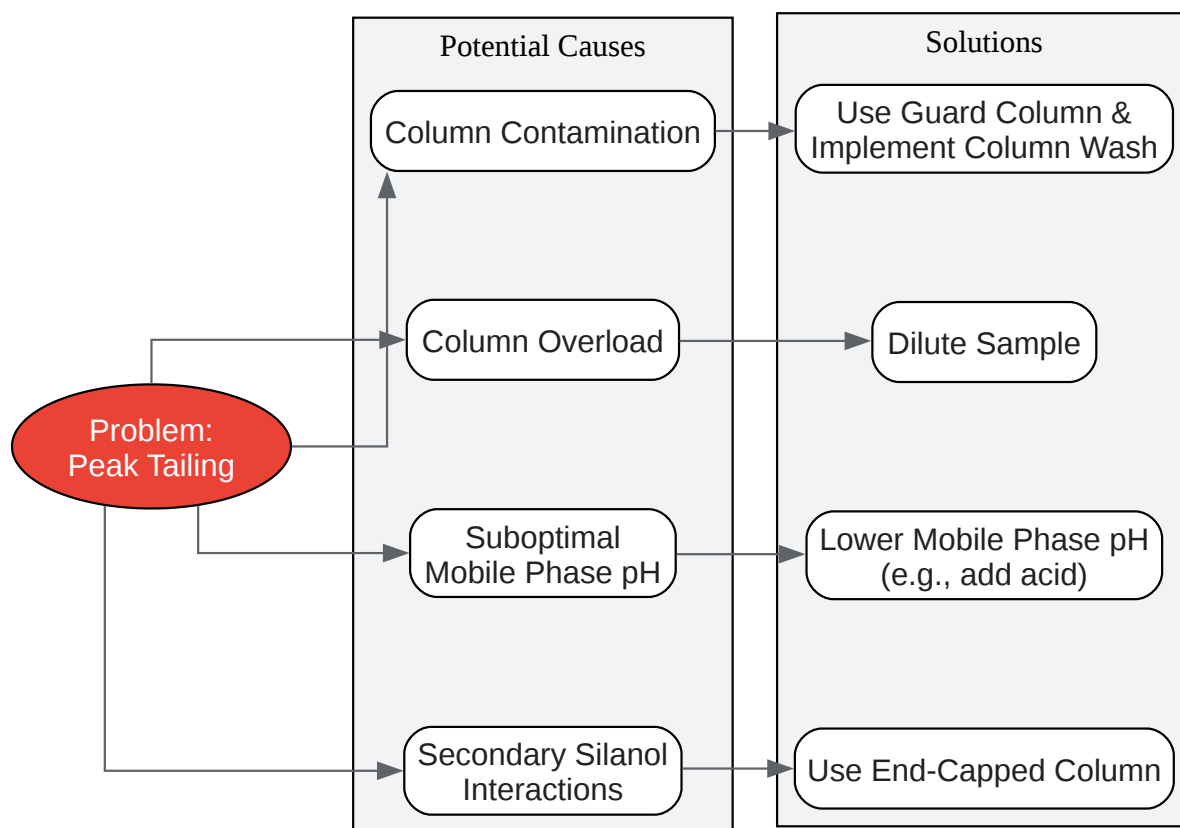 Potential Causes
Solutions
Column Contamination
Use Guard Column &
Implement Column Wash
Column Overload
Dilute Sample
Problem:
Peak Tailing
Suboptimal
Mobile Phase pH
Lower Mobile Phase pH
(e.g., add acid)
Secondary Silanol
Interactions
Use End-Capped Column